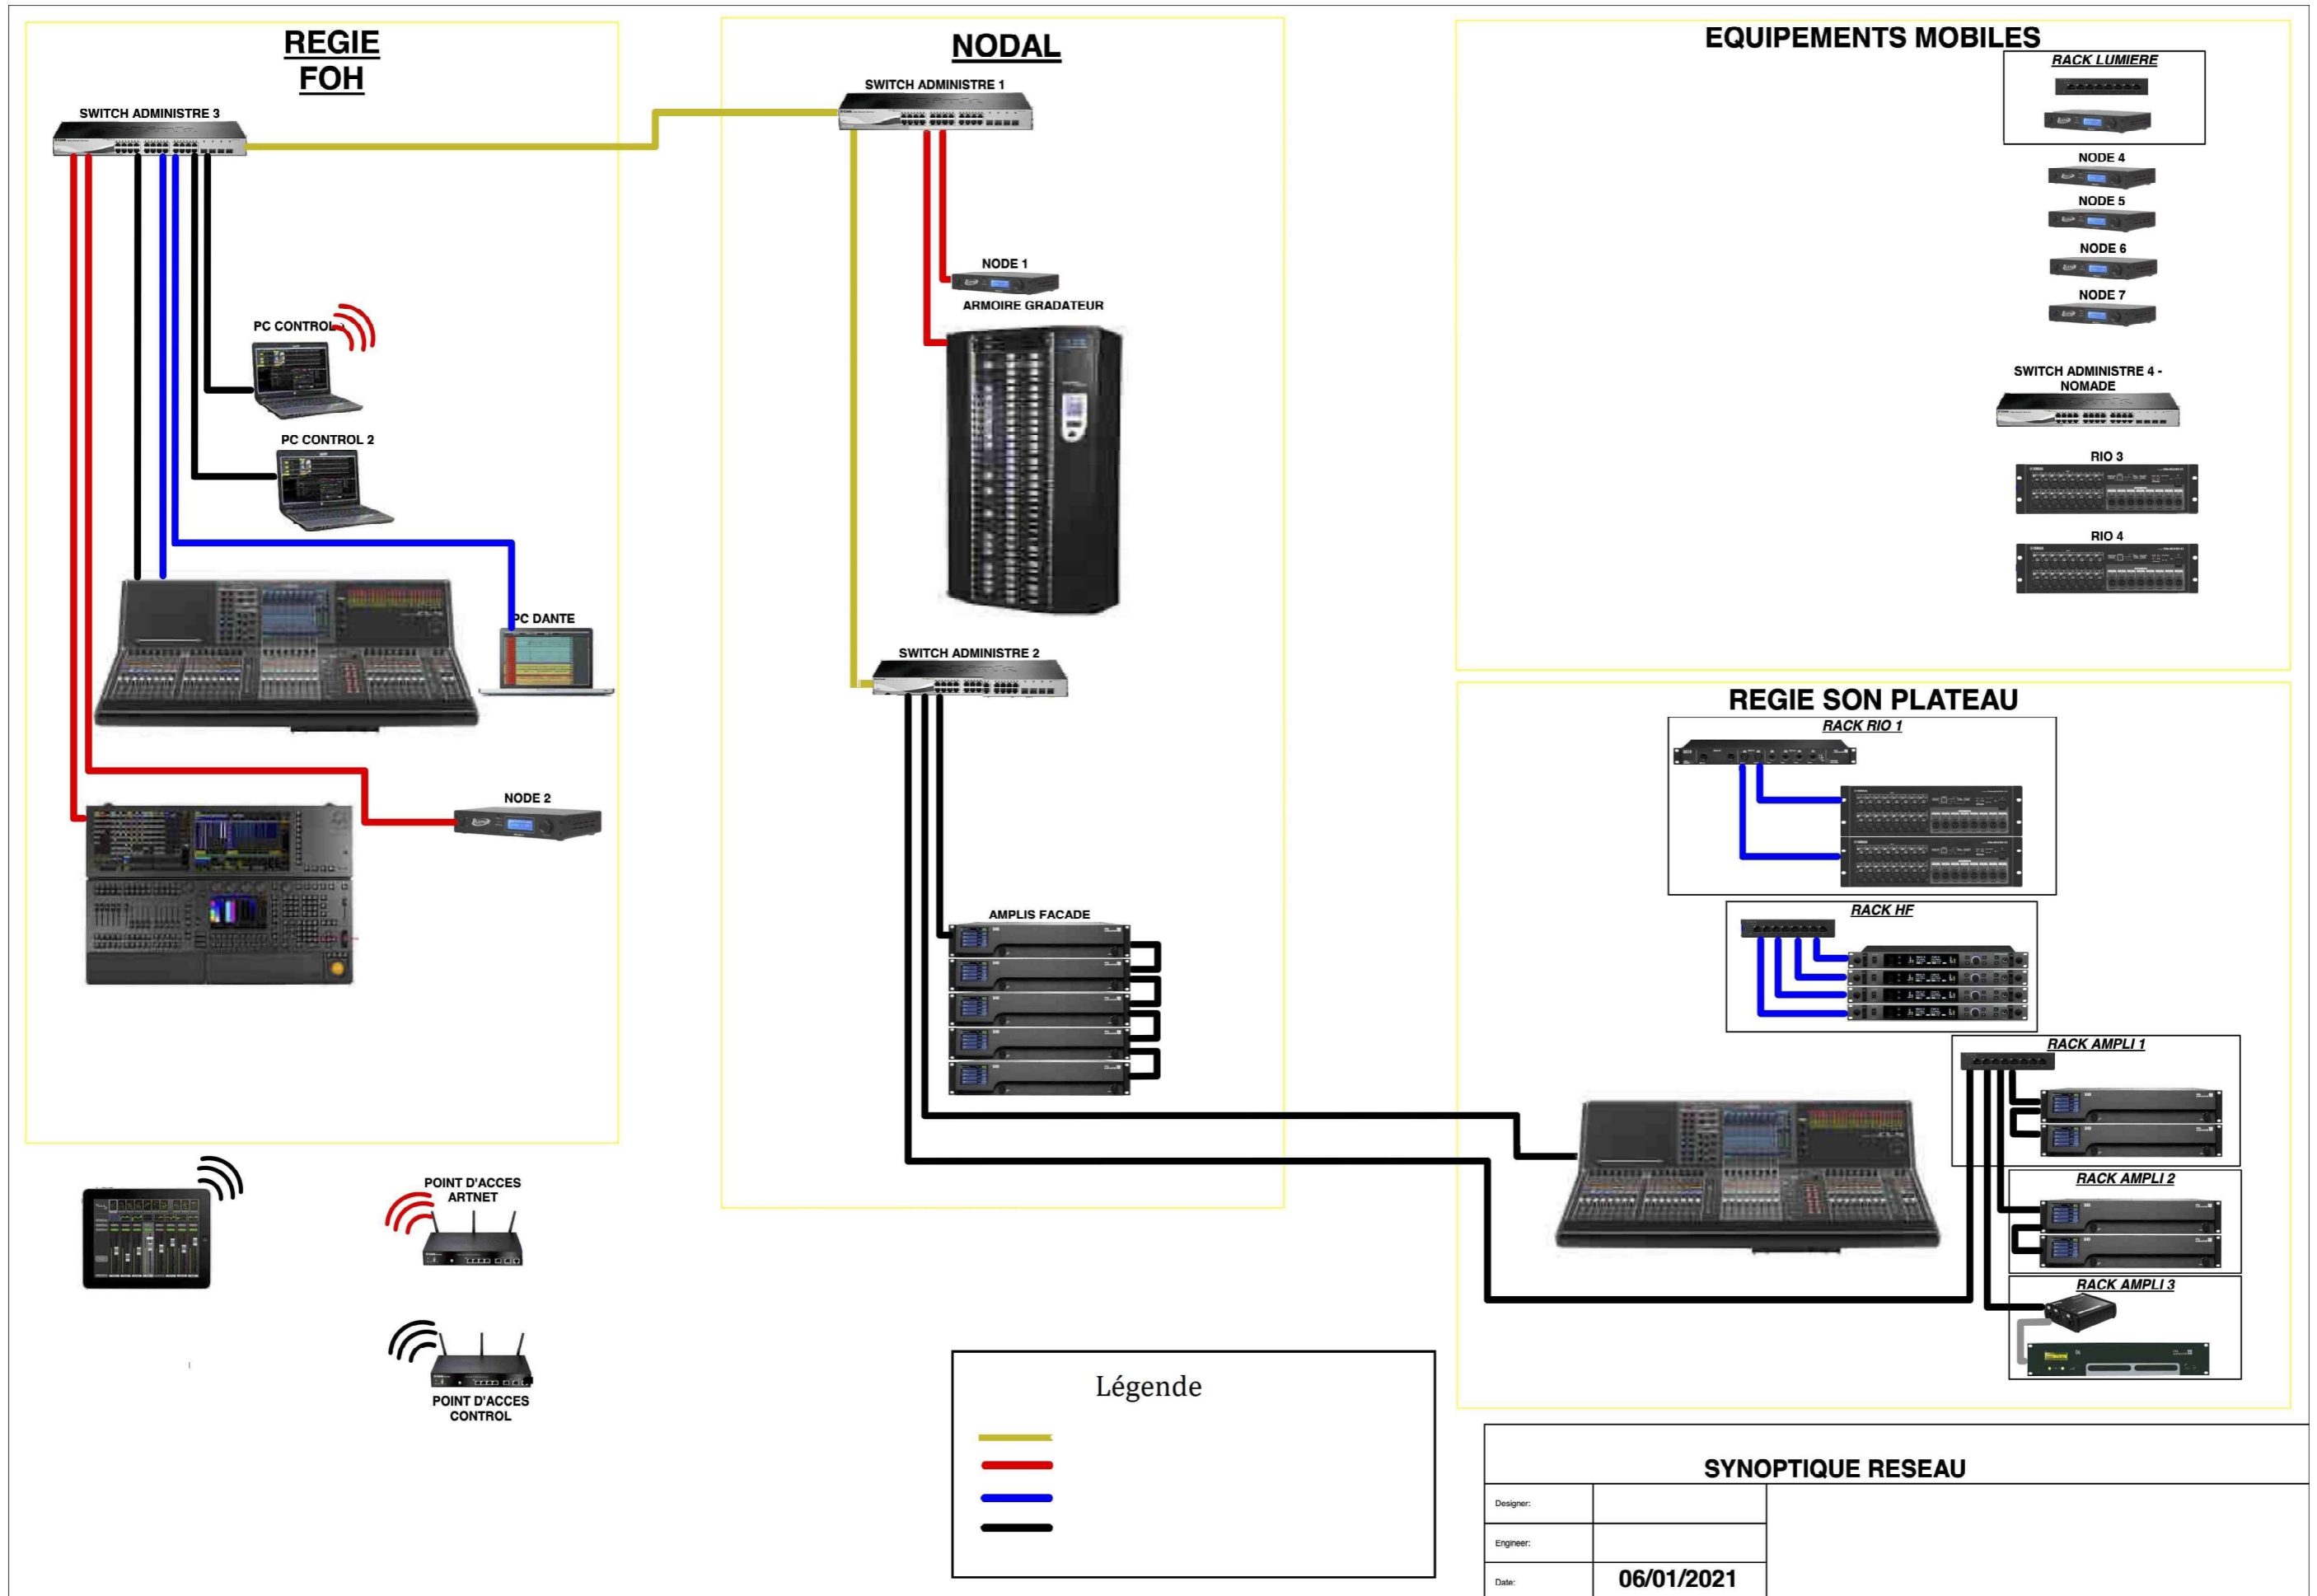 REGIE
FOH
SWITCH ADMINISTRE 3
PC CONTROL
PC CONTROL 2
PC DANTE
NODE 2
POINT D'ACCES
ARTNET
POINT D'ACCES
CONTROL
NODAL
SWITCH ADMINISTRE 1
NODE 1
ARMOIRE GRADATEUR
SWITCH ADMINISTRE 2
AMPLIS FACADE
EQUIPEMENTS MOBILES
RACK LUMIERE
NODE 4
NODE 5
NODE 6
NODE 7
SWITCH ADMINISTRE 4 -
NOMADE
RIO 3
RIO 4
REGIE SON PLATEAU
RACK RIO 1
RACK HF
RACK AMPLI 1
RACK AMPLI 2
RACK AMPLI 3
Légende
SYNOPTIQUE RESEAU
Designer:
Engineer:
Date:
06/01/2021